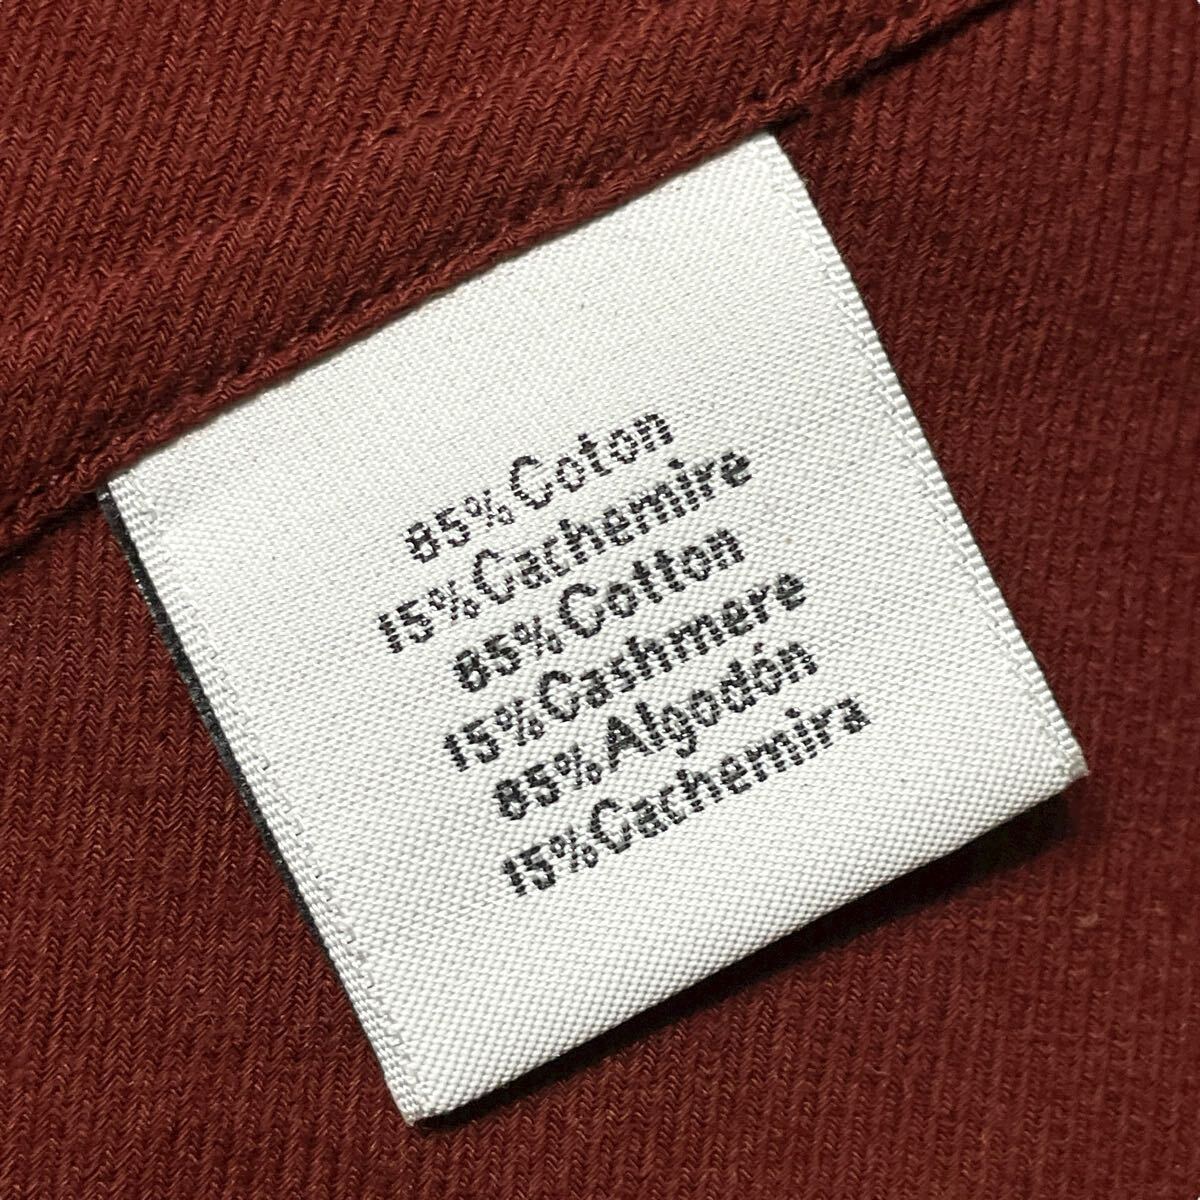 85% Coton
15% Cachemire
85% Cotton
15% Cashmere
85% Algodón
15% Cachemira